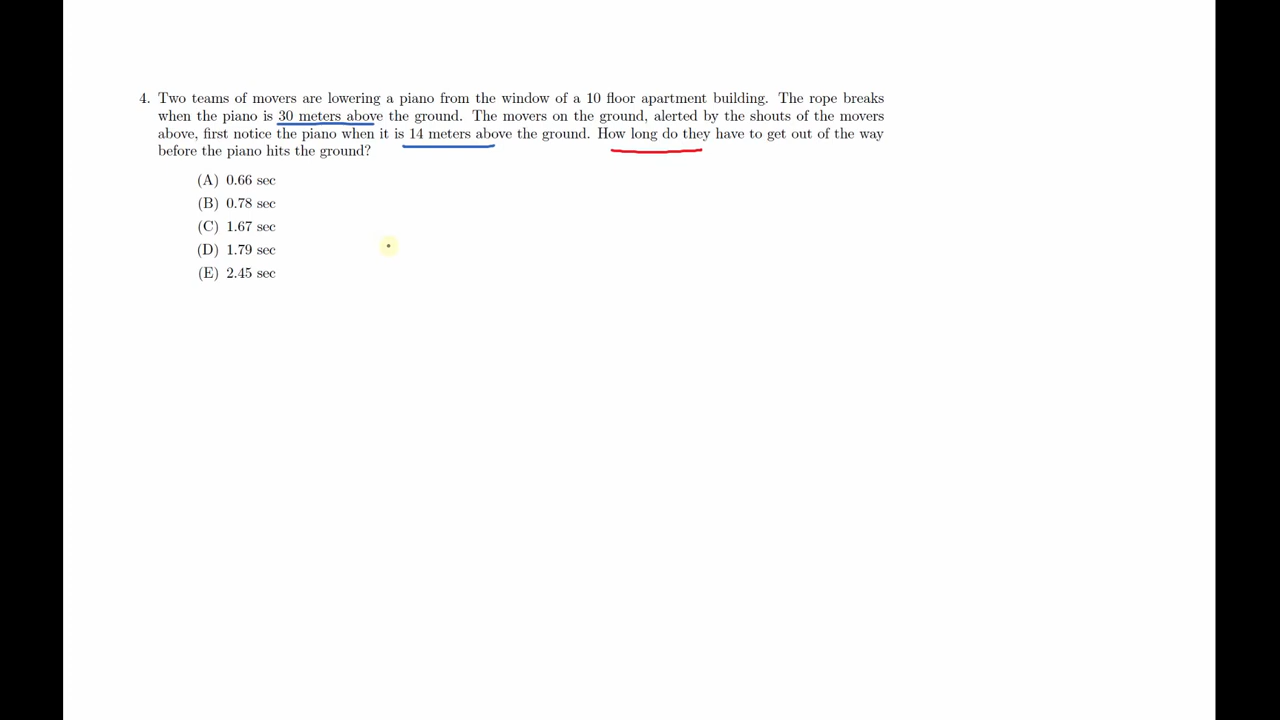 4. Two teams of movers are lowering a piano from the window of a 10 floor apartment building. The rope breaks
when the piano is 30 meters above the ground. The movers on the ground, alerted by the shouts of the movers
above, first notice the piano when it is 14 meters above the ground. How long do they have to get out of the way
before the piano hits the ground?
(A) 0.66 sec
(B) 0.78 sec
(C) 1.67 sec
(D) 1.79 sec
(E) 2.45 sec